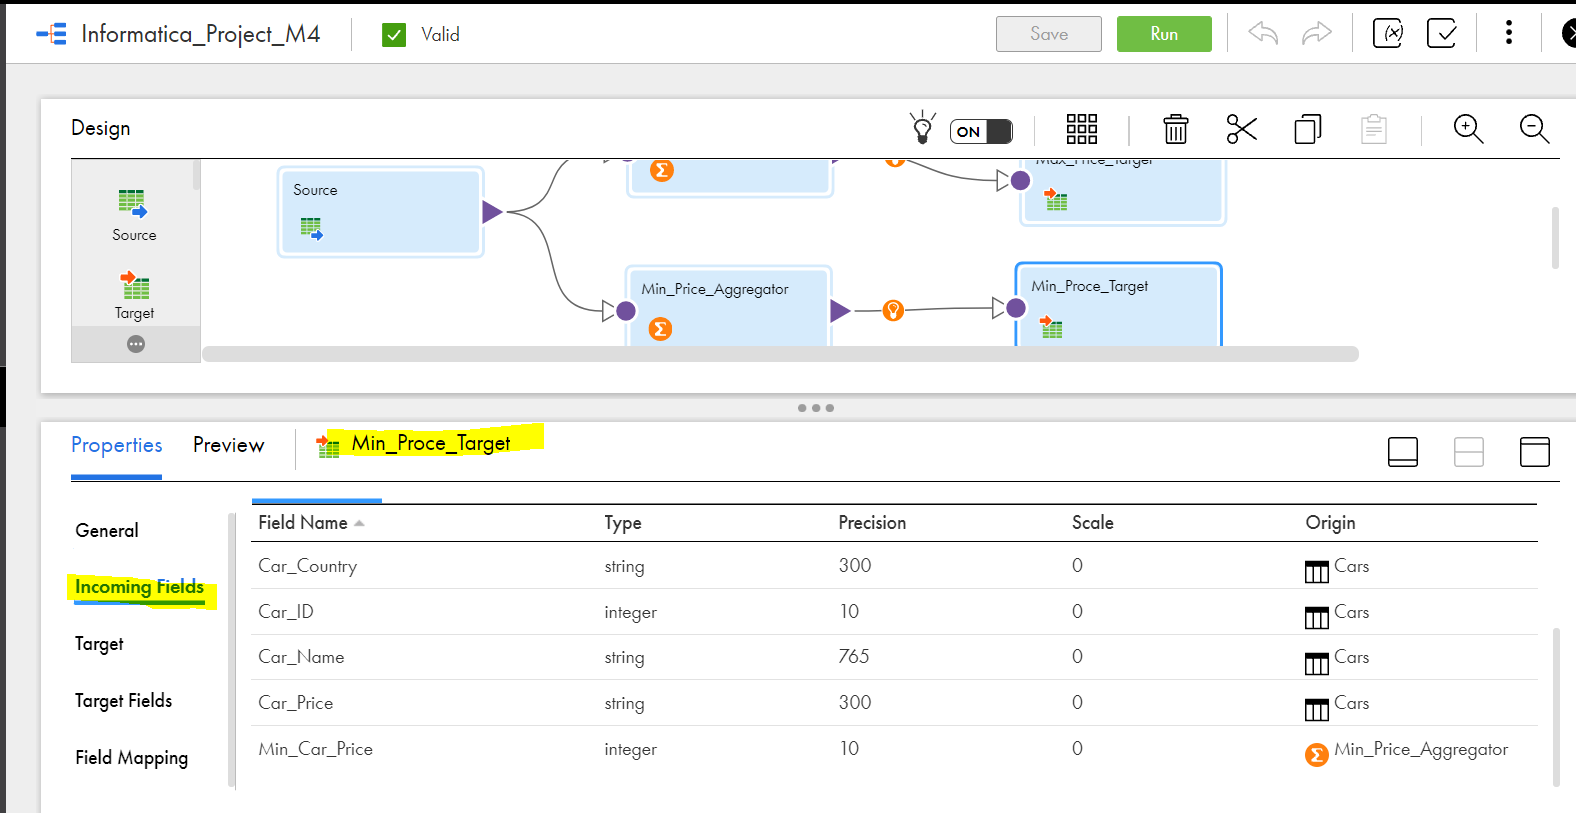 Informatica_Project_M4
Valid
Save
Run
Design
ON
Source
Target
Source
Max_Price_Target
Min_Price_Aggregator
Min_Proce_Target
Properties
Preview
Min_Proce_Target
General
Incoming Fields
Target
Target Fields
Field Mapping
Field Name Type Precision Scale Origin
Car_Country string 300 0 Cars
Car_ID integer 10 0 Cars
Car_Name string 765 0 Cars
Car_Price string 300 0 Cars
Min_Car_Price integer 10 0 Min_Price_Aggregator